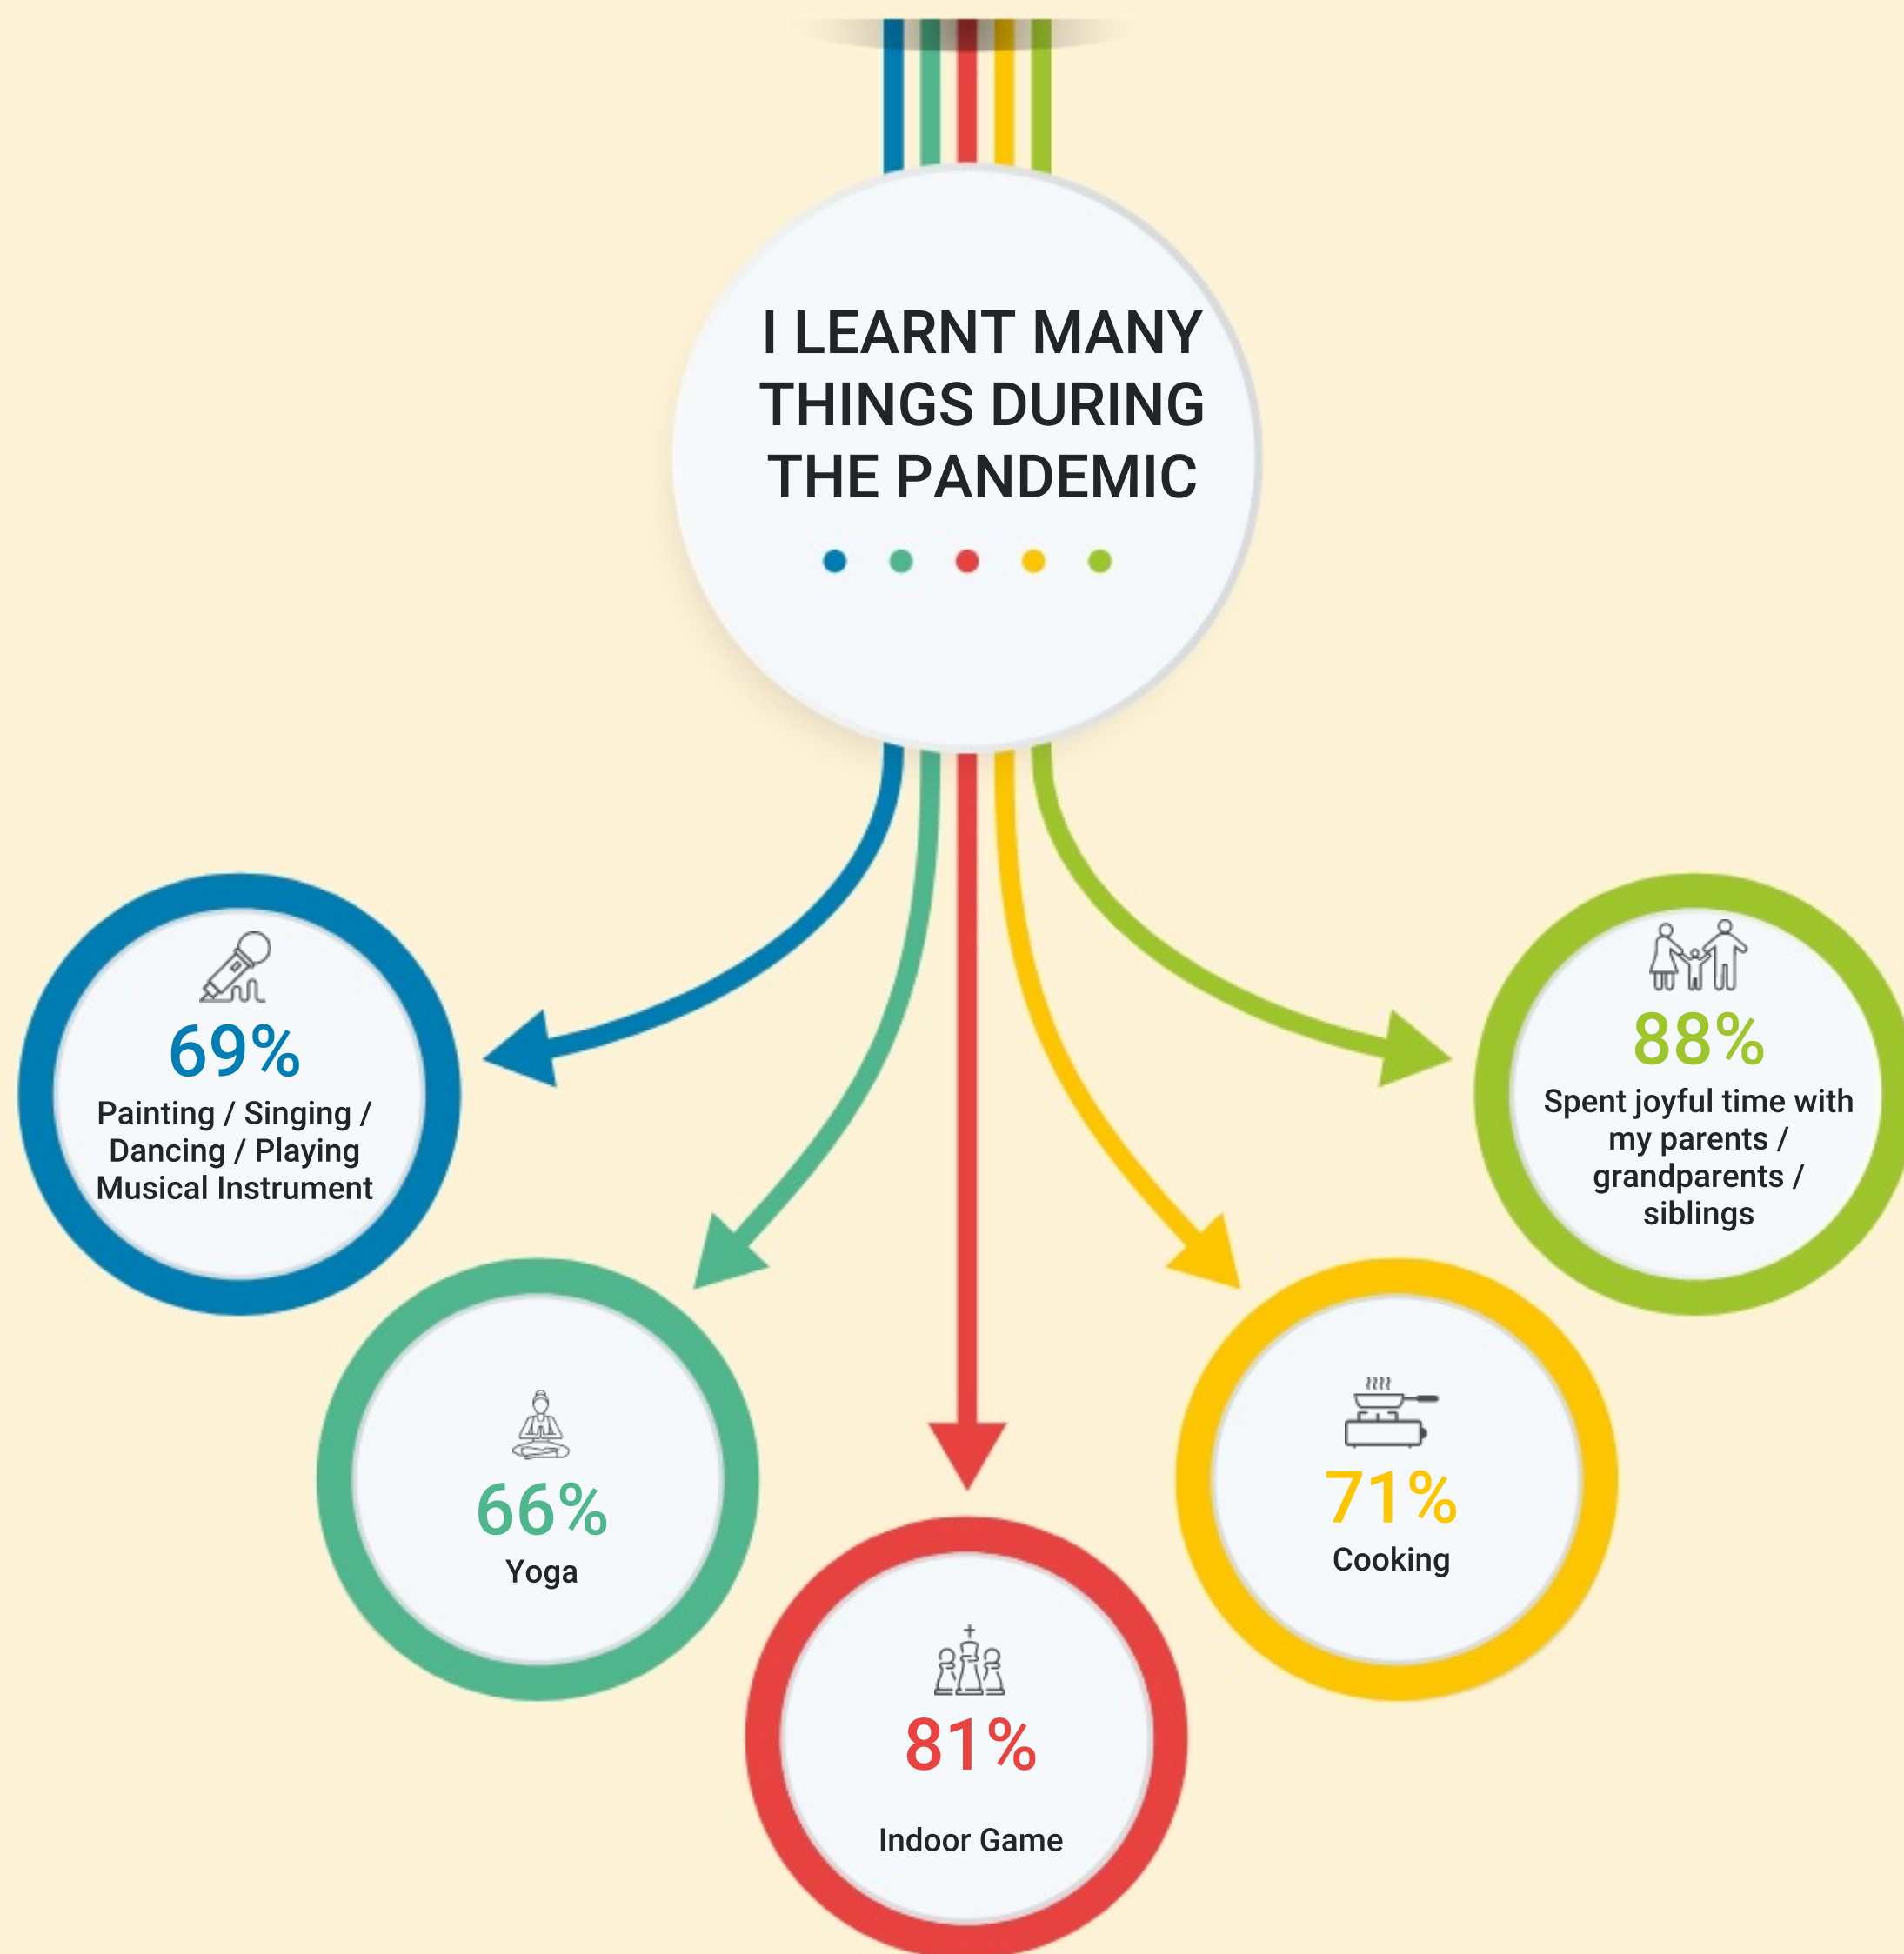 I LEARNT MANY
THINGS DURING
THE PANDEMIC
69%
Painting / Singing /
Dancing / Playing
Musical Instrument
88%
Spent joyful time with
my parents /
grandparents /
siblings
66%
Yoga
71%
Cooking
81%
Indoor Game